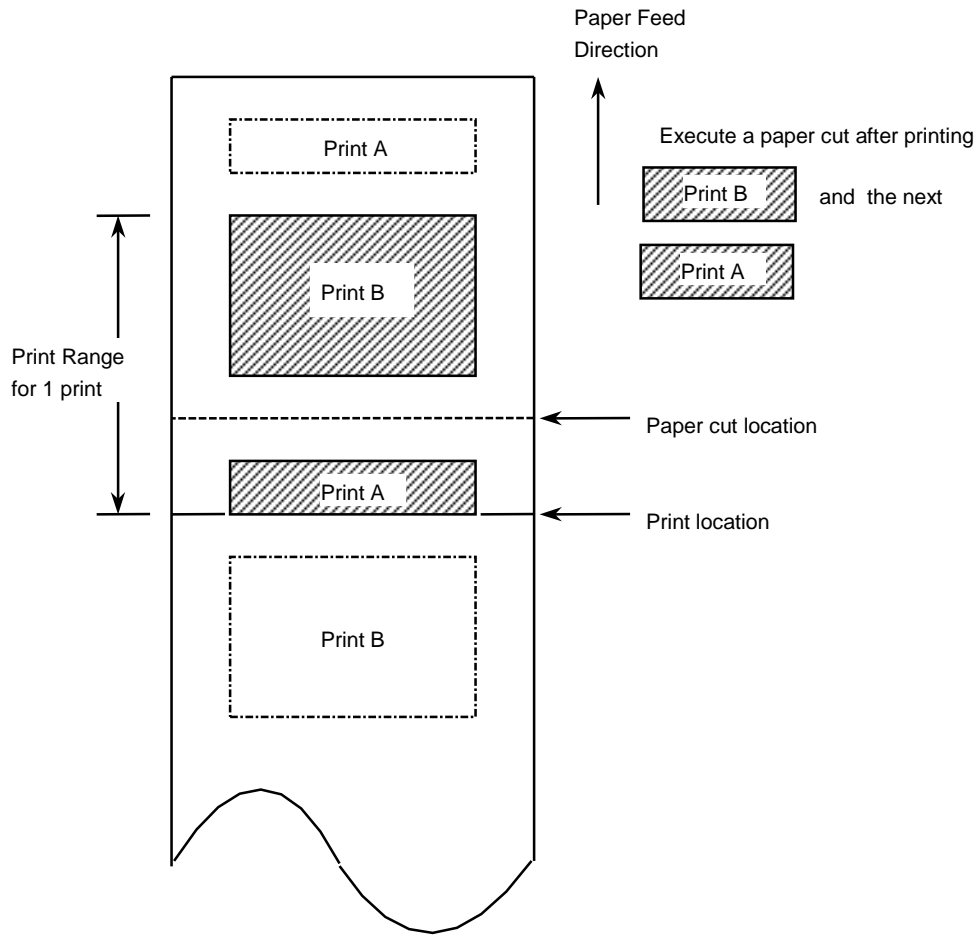 Paper Feed
Direction
Execute a paper cut after printing
Print A
Print B
and the next
Print B
Print A
Print Range
for 1 print
Paper cut location
Print A
Print location
Print B